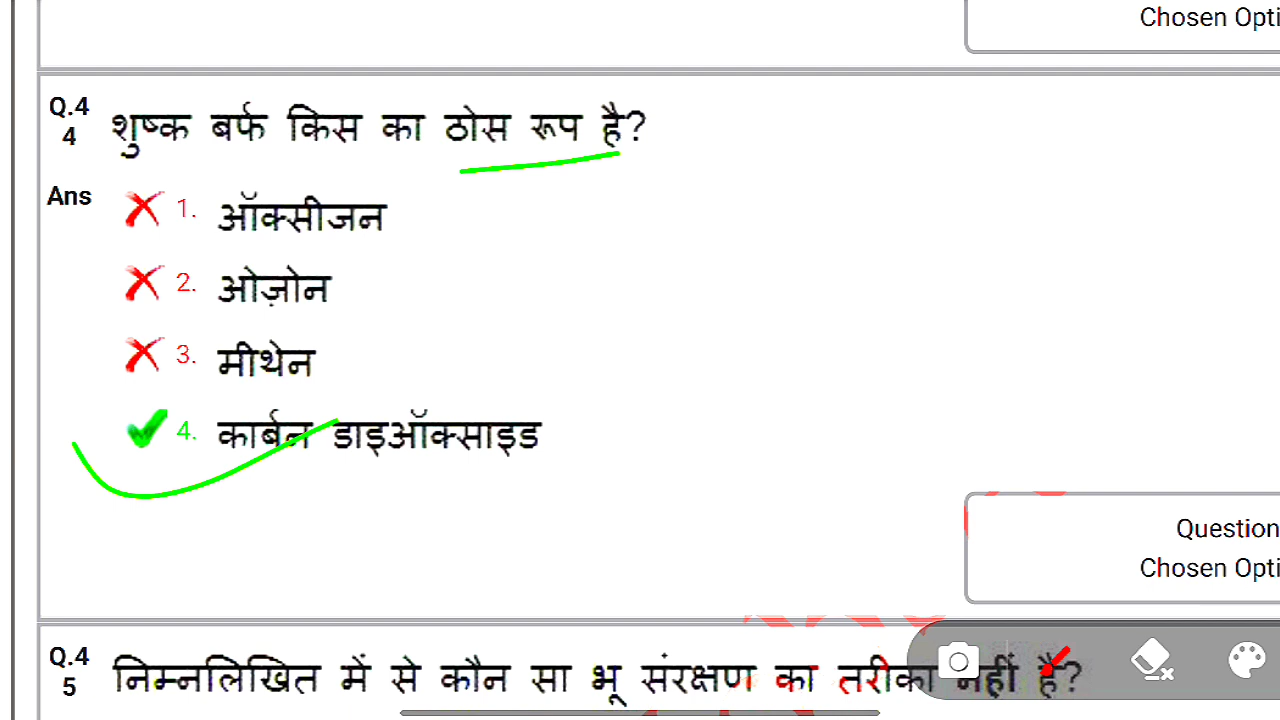 Chosen Opti
Q.4
4
शुष्क बर्फ किस का ठोस रूप है?
Ans
1. ऑक्सीजन
2. ओज़ोन
3. मीथेन
4. कार्बन डाइऑक्साइड
Question
Chosen Opti
Q.4
5
निम्नलिखित में से कौन सा भू संरक्षण का तरीका नहीं है?